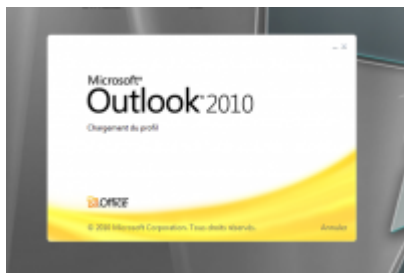 Microsoft®
Outlook® 2010
Chargement du profil
Office
© 2010 Microsoft Corporation. Tous droits réservés.
Annuler